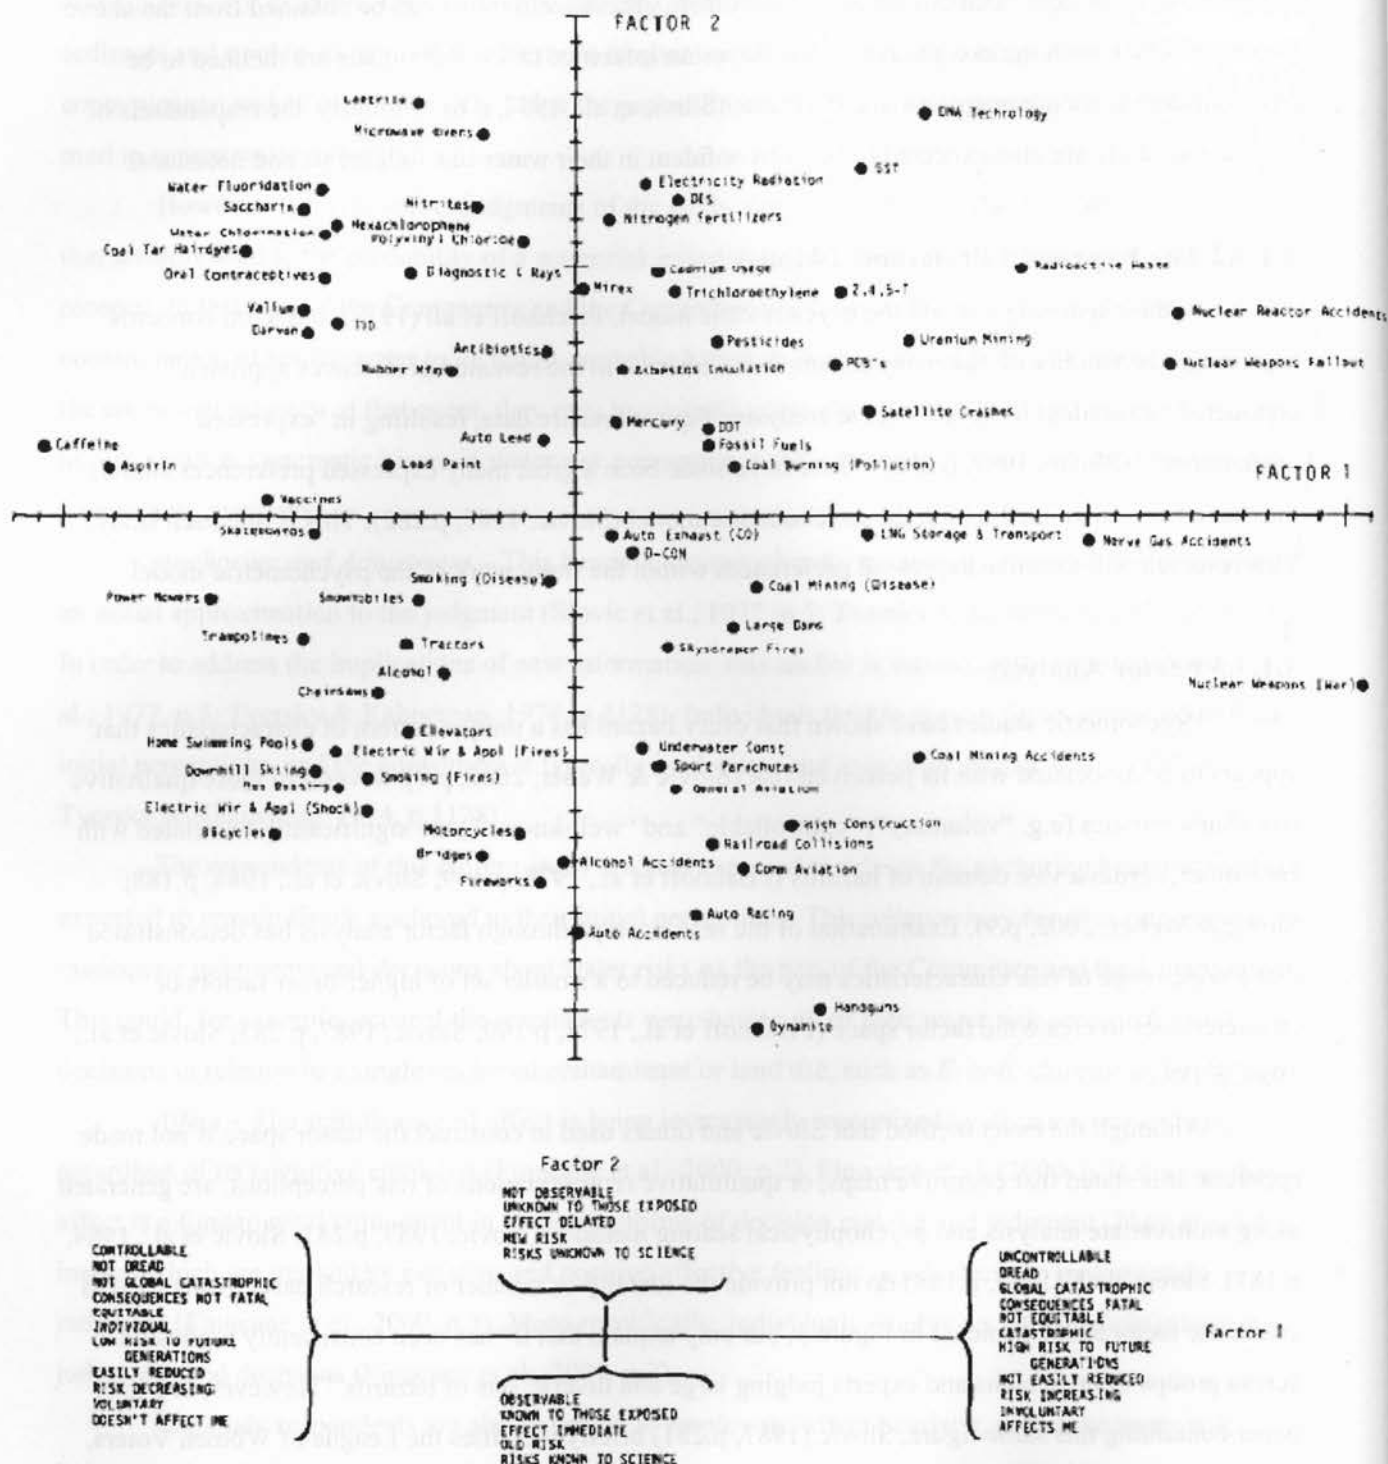 FACTOR 2
Laetrile
DNA Technology
Microwave Ovens
SST
Electricity Radiation
Water Fluoridation
DES
Saccharin
Nitrites
Nitrogen Fertilizers
Hexachlorophene
Water Chlorination
Polyvinyl Chloride
Coal Tar Hairdyes
Radioactive Waste
Cadmium Usage
Oral Contraceptives
Diagnostic X Rays
Mirex
Trichloroethylene
2,4,5-T
Valium
Nuclear Reactor Accidents
IUD
Darvon
Pesticides
Uranium Mining
Antibiotics
Nuclear Weapons Fallout
PCB's
Rubber Mfg
Asbestos Insulation
Satellite Crashes
Mercury
DDT
Auto Lead
Fossil Fuels
Caffeine
Aspirin
Lead Paint
Coal Burning (Pollution)
FACTOR 1
Vaccines
Skateboards
Auto Exhaust (CO)
LNG Storage & Transport
Nerve Gas Accidents
D-CON
Smoking (Disease)
Coal Mining (Disease)
Power Mowers
Snowmobiles
Large Dams
Trampolines
Tractors
Skyscraper Fires
Alcohol
Nuclear Weapons (War)
Chainsaws
Elevators
Home Swimming Pools
Electric Wir & Appl (Fires)
Underwater Const
Coal Mining Accidents
Downhill Skiing
Sport Parachutes
Smoking (Fires)
General Aviation
Electric Wir & Appl (Shock)
High Construction
Bicycles
Motorcycles
Railroad Collisions
Bridges
Alcohol Accidents
Comm Aviation
Fireworks
Auto Racing
Auto Accidents
Handguns
Dynamite
Factor 2
NOT OBSERVABLE
UNKNOWN TO THOSE EXPOSED
EFFECT DELAYED
NEW RISK
RISKS UNKNOWN TO SCIENCE
CONTROLLABLE
NOT DREAD
NOT GLOBAL CATASTROPHIC
CONSEQUENCES NOT FATAL
EQUITABLE
INDIVIDUAL
LOW RISK TO FUTURE
GENERATIONS
EASILY REDUCED
RISK DECREASING
VOLUNTARY
DOESN'T AFFECT ME
UNCONTROLLABLE
DREAD
GLOBAL CATASTROPHIC
CONSEQUENCES FATAL
NOT EQUITABLE
CATASTROPHIC
HIGH RISK TO FUTURE
GENERATIONS
NOT EASILY REDUCED
RISK INCREASING
INVOLUNTARY
AFFECTS ME
Factor 1
OBSERVABLE
KNOWN TO THOSE EXPOSED
EFFECT IMMEDIATE
OLD RISK
RISKS KNOWN TO SCIENCE